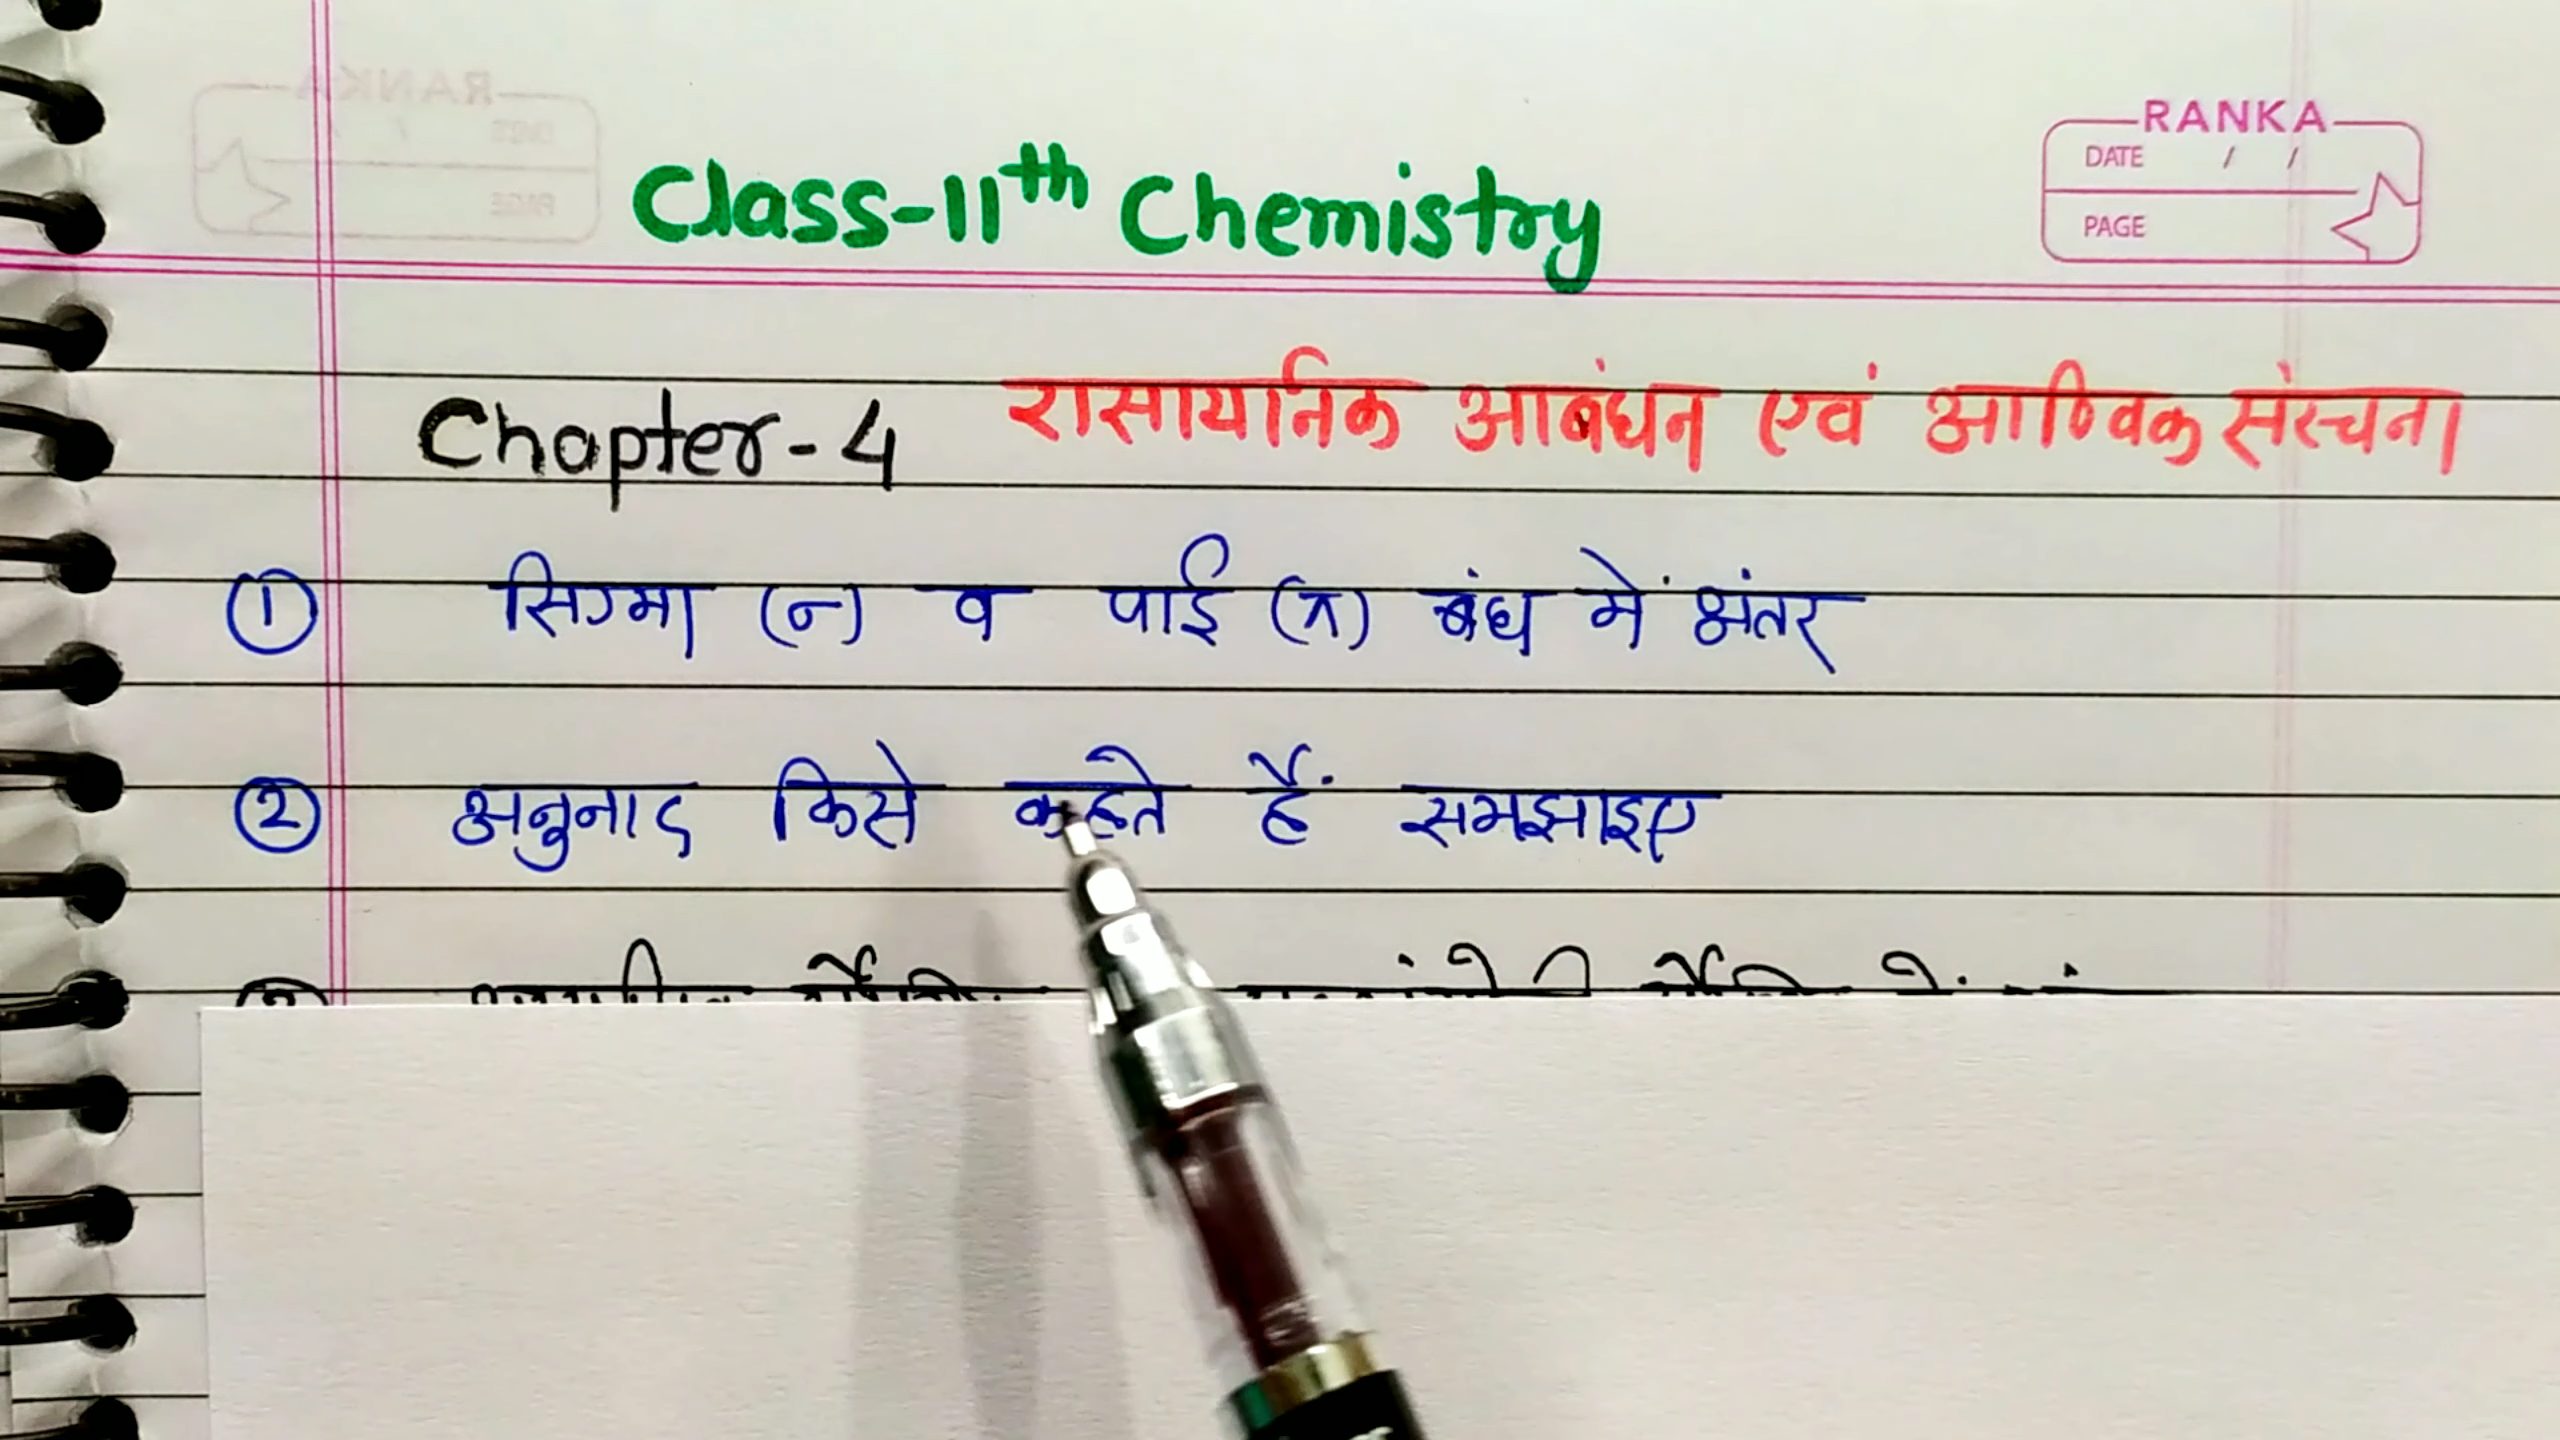 RANKA
DATE / /
PAGE
Class-11th Chemistry
Chapter-4 रासायनिक आबंधन एवं आण्विक संरचना
① सिग्मा (σ) व पाई (π) बंध में अंतर
② अनुनाद किसे कहते हैं समझाइए